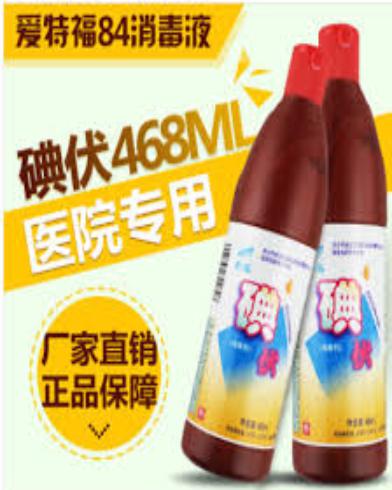 爱特福84消毒液
碘伏468ML
医院专用
厂家直销
正品保障
碘
伏
碘
伏